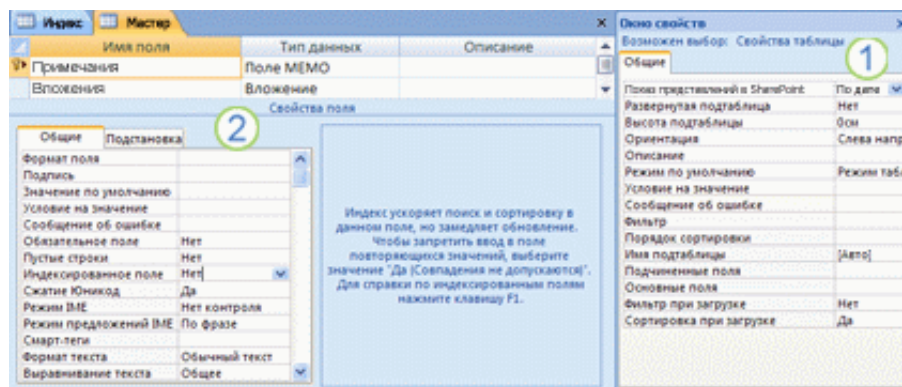 Индекс Мастер
Имя поля Тип данных Описание
Примечания Поле МЕМО
Вложения Вложение
Свойства поля
2
Общие Подстановка
Формат поля
Подпись
Значение по умолчанию
Условие на значение
Сообщение об ошибке
Обязательное поле Нет
Пустые строки Нет
Индексированное поле Нет
Сжатие Юникод Да
Режим IME Нет контроля
Режим предложений IME По фразе
Смарт-теги
Формат текста Обычный текст
Выравнивание текста Общее
Индекс ускоряет поиск и сортировку в
данном поле, но замедляет обновление.
Чтобы запретить ввод в поле
повторяющихся значений, выберите
значение "Да (Совпадения не допускаются)".
Для справки по индексированным полям
нажмите клавишу F1.
Окно свойств
Возможен выбор: Свойства таблицы
1
Общие
Показ представлений в SharePoint По дате
Развернутая подтаблица Нет
Высота подтаблицы 0см
Ориентация Слева напр
Описание
Режим по умолчанию Режим табл
Условие на значение
Сообщение об ошибке
Фильтр
Порядок сортировки
Имя подтаблицы [Авто]
Подчиненные поля
Основные поля
Фильтр при загрузке Нет
Сортировка при загрузке Да